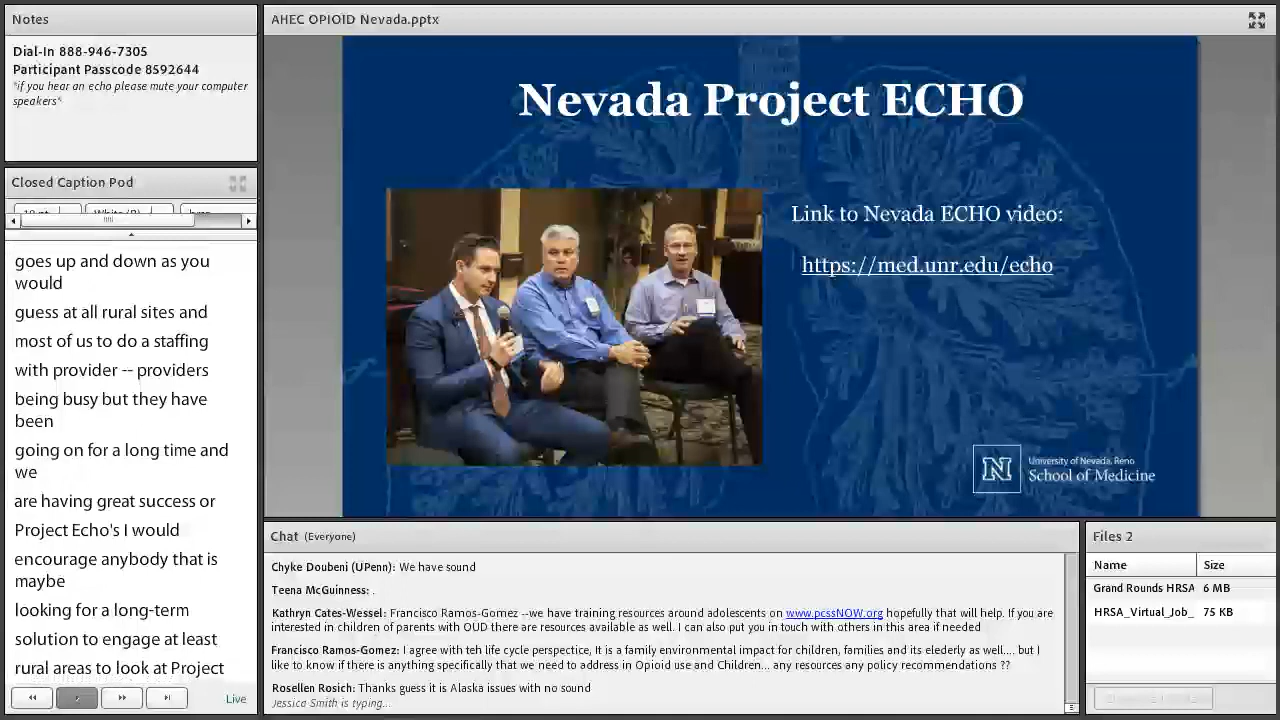 Notes
Dial-In 888-946-7305
Participant Passcode 8592644
*if you hear an echo please mute your computer
speakers*
Closed Caption Pod
goes up and down as you
would
guess at all rural sites and
most of us to do a staffing
with provider -- providers
being busy but they have
been
going on for a long time and
we
are having great success or
Project Echo's I would
encourage anybody that is
maybe
looking for a long-term
solution to engage at least
rural areas to look at Project
Live
AHEC OPIOID Nevada.pptx
Nevada Project ECHO
Link to Nevada ECHO video:
https://med.unr.edu/echo
N
University of Nevada, Reno
School of Medicine
Chat (Everyone)
Chyke Doubeni (UPenn): We have sound
Teena McGuinness: .
Kathryn Cates-Wessel: Francisco Ramos-Gomez --we have training resources around adolescents on www.pcssNOW.org hopefully that will help. If you are
interested in children of parents with OUD there are resources available as well. I can also put you in touch with others in this area if needed
Francisco Ramos-Gomez: I agree with teh life cycle perspectice, It is a family environmental impact for children, families and its elederly as well.... but I
like to know if there is anything specifically that we need to address in Opioid use and Children... any resources any policy recommendations ??
Rosellen Rosich: Thanks guess it is Alaska issues with no sound
Jessica Smith is typing...
Files 2
Name Size
Grand Rounds HRSA 6 MB
HRSA_Virtual_Job_ 75 KB